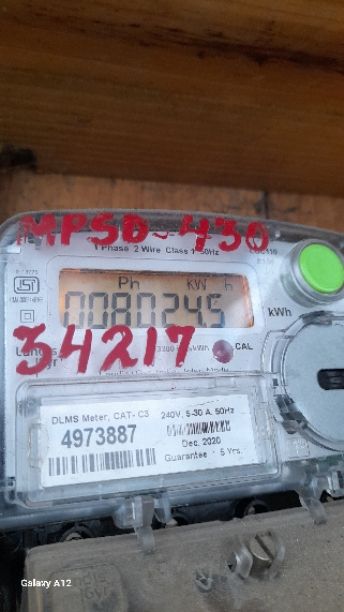 MPSD-430
1 Phase 2 Wire Class 1 50Hz
Ph kW h
0080245
kWh
34217
CAL
DLMS Meter, CAT- C3 240V, 5-30 A, 50Hz
4973887
Dec. 2020
Guarantee - 5 Yrs.
Galaxy A12